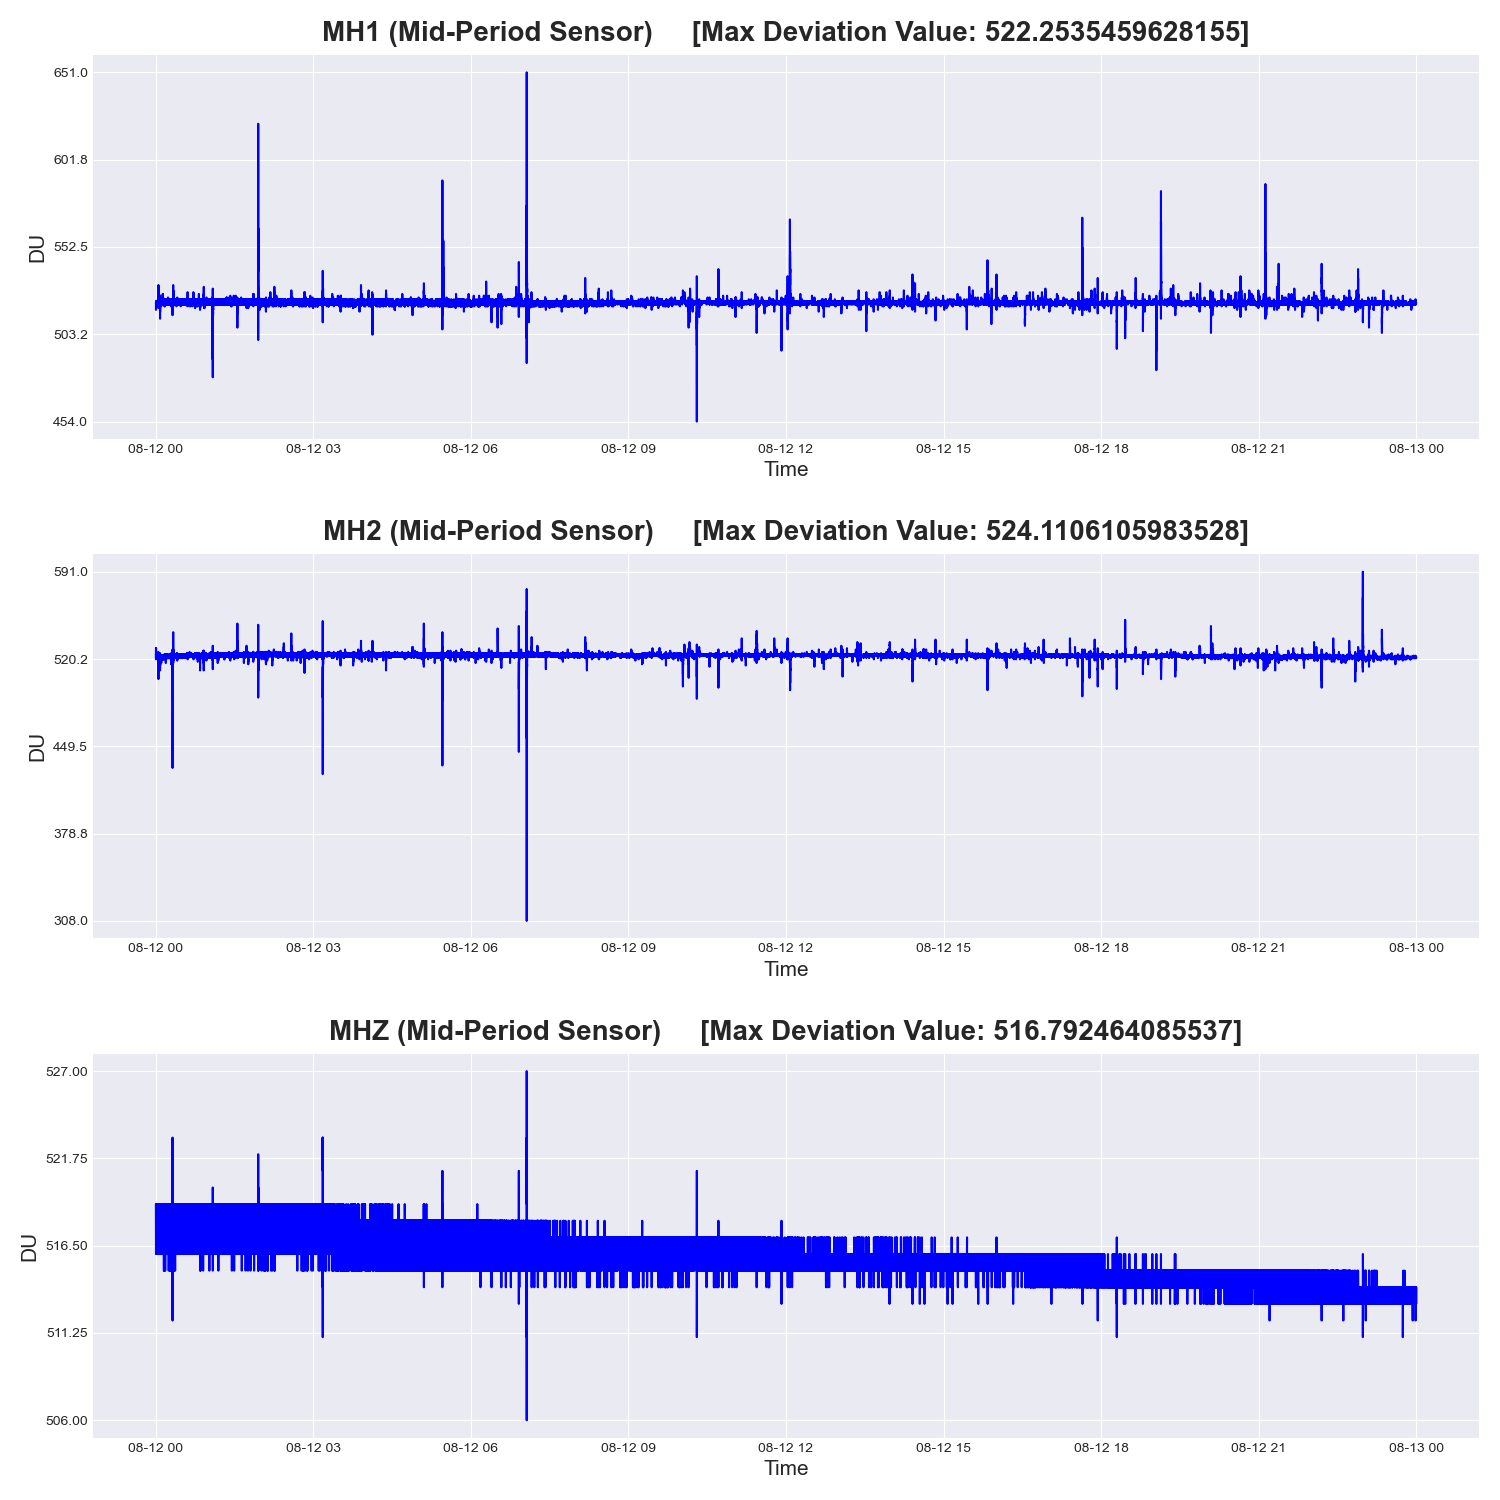 MH1 (Mid-Period Sensor) [Max Deviation Value: 522.2535459628155]
651.0
601.8
552.5
503.2
454.0
DU
08-12 00 08-12 03 08-12 06 08-12 09 08-12 12 08-12 15 08-12 18 08-12 21 08-13 00
Time
MH2 (Mid-Period Sensor) [Max Deviation Value: 524.1106105983528]
591.0
520.2
449.5
378.8
308.0
DU
08-12 00 08-12 03 08-12 06 08-12 09 08-12 12 08-12 15 08-12 18 08-12 21 08-13 00
Time
MHZ (Mid-Period Sensor) [Max Deviation Value: 516.792464085537]
527.00
521.75
516.50
511.25
506.00
DU
08-12 00 08-12 03 08-12 06 08-12 09 08-12 12 08-12 15 08-12 18 08-12 21 08-13 00
Time